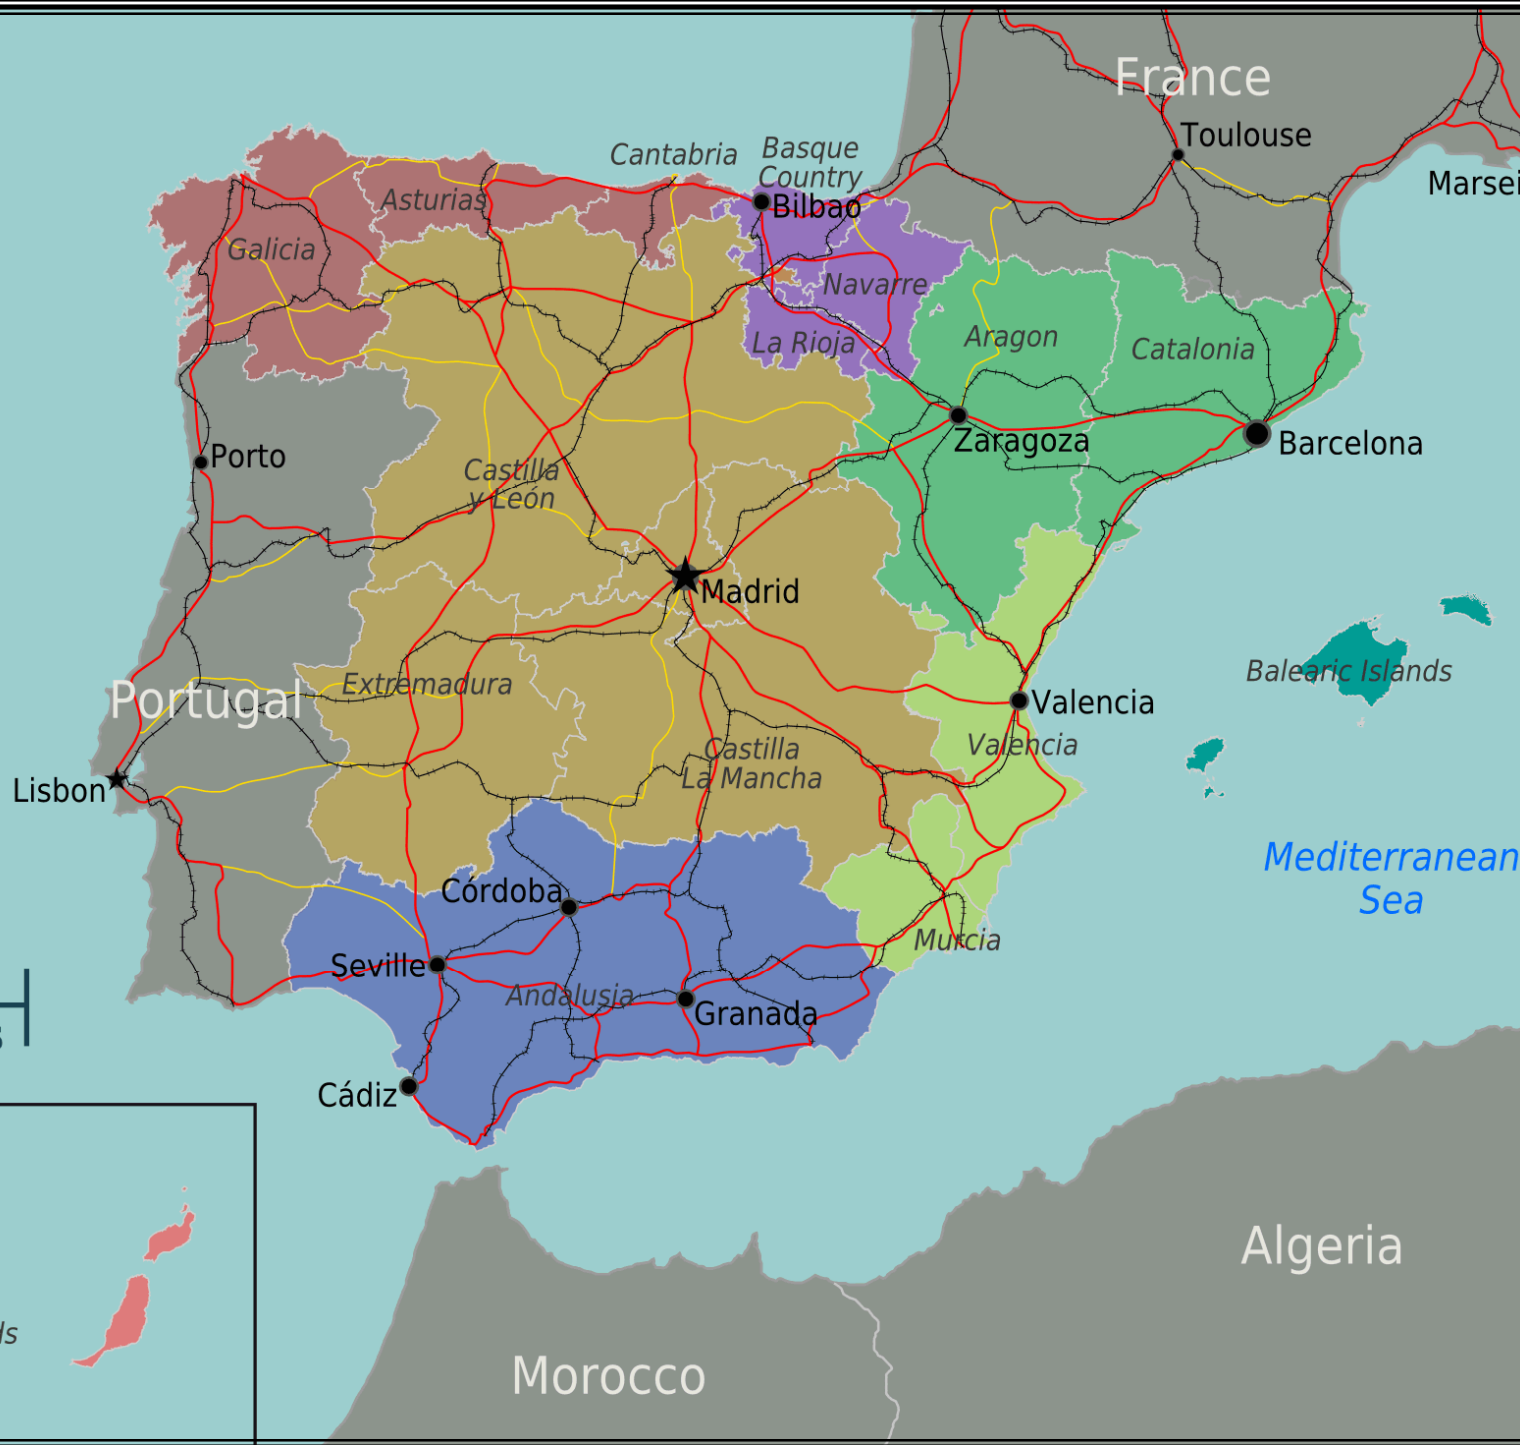 France
Toulouse
Marsei
Cantabria
Basque
Country
Bilbao
Asturias
Galicia
Navarre
La Rioja
Aragon
Catalonia
Zaragoza
Barcelona
Porto
Castilla
y León
Madrid
Portugal
Extremadura
Balearic Islands
Valencia
Valencia
Castilla
La Mancha
Lisbon
Mediterranean
Sea
Córdoba
Murcia
Seville
Andalusia
Granada
Cádiz
Algeria
Morocco